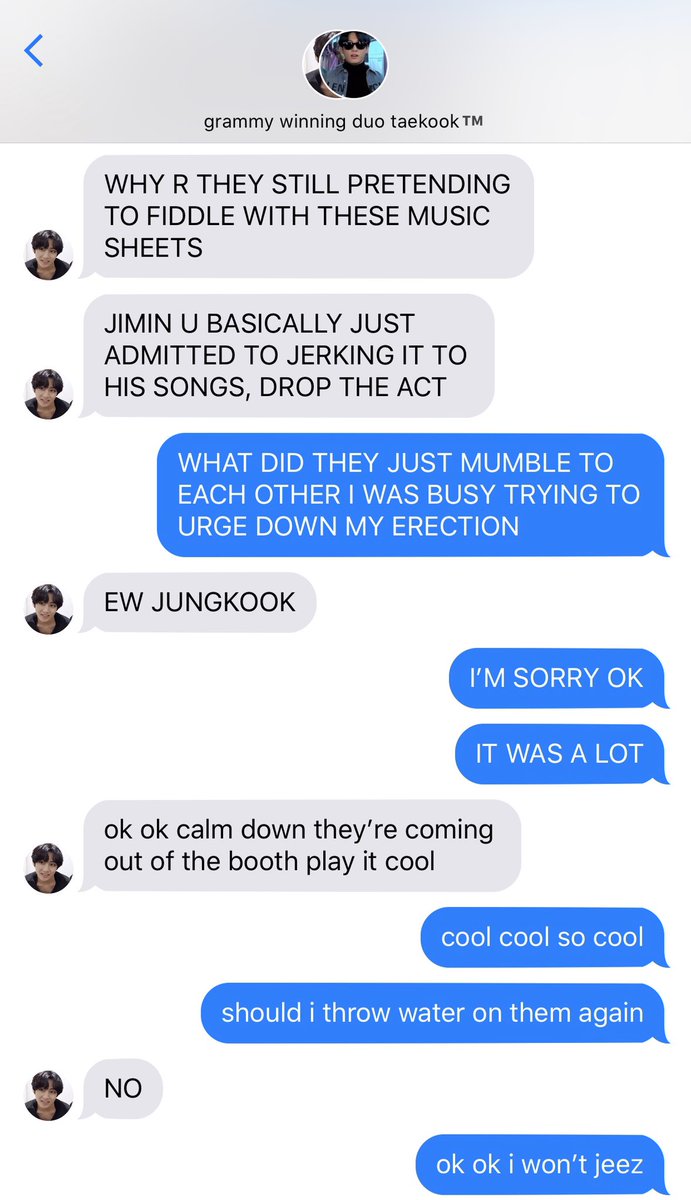 grammy winning duo taekook™
WHY R THEY STILL PRETENDING
TO FIDDLE WITH THESE MUSIC
SHEETS
JIMIN U BASICALLY JUST
ADMITTED TO JERKING IT TO
HIS SONGS, DROP THE ACT
WHAT DID THEY JUST MUMBLE TO
EACH OTHER I WAS BUSY TRYING TO
URGE DOWN MY ERECTION
EW JUNGKOOK
I’M SORRY OK
IT WAS A LOT
ok ok calm down they’re coming
out of the booth play it cool
cool cool so cool
should i throw water on them again
NO
ok ok i won’t jeez